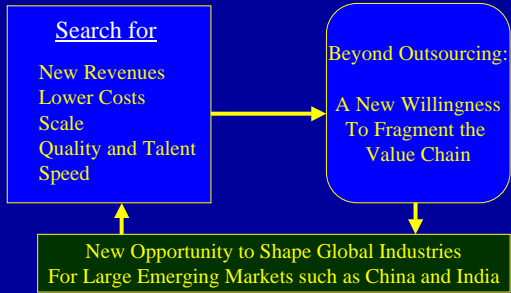 Search for
New Revenues
Lower Costs
Scale
Quality and Talent
Speed
Beyond Outsourcing:
A New Willingness
To Fragment the
Value Chain
New Opportunity to Shape Global Industries
For Large Emerging Markets such as China and India